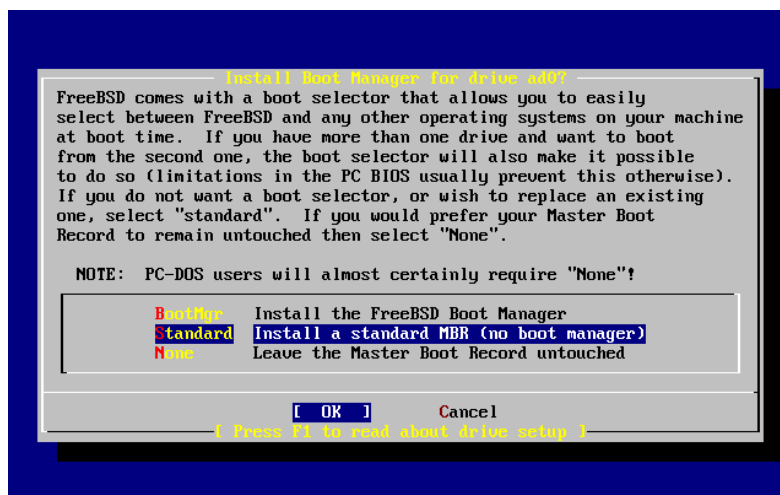 Install Boot Manager for drive ad0?
FreeBSD comes with a boot selector that allows you to easily
select between FreeBSD and any other operating systems on your machine
at boot time.  If you have more than one drive and want to boot
from the second one, the boot selector will also make it possible
to do so (limitations in the PC BIOS usually prevent this otherwise).
If you do not want a boot selector, or wish to replace an existing
one, select "standard".  If you would prefer your Master Boot
Record to remain untouched then select "None".
NOTE:  PC-DOS users will almost certainly require "None"!
BootMgr   Install the FreeBSD Boot Manager
Standard  Install a standard MBR (no boot manager)
None      Leave the Master Boot Record untouched
[  OK  ]       Cancel
[ Press F1 to read about drive setup ]